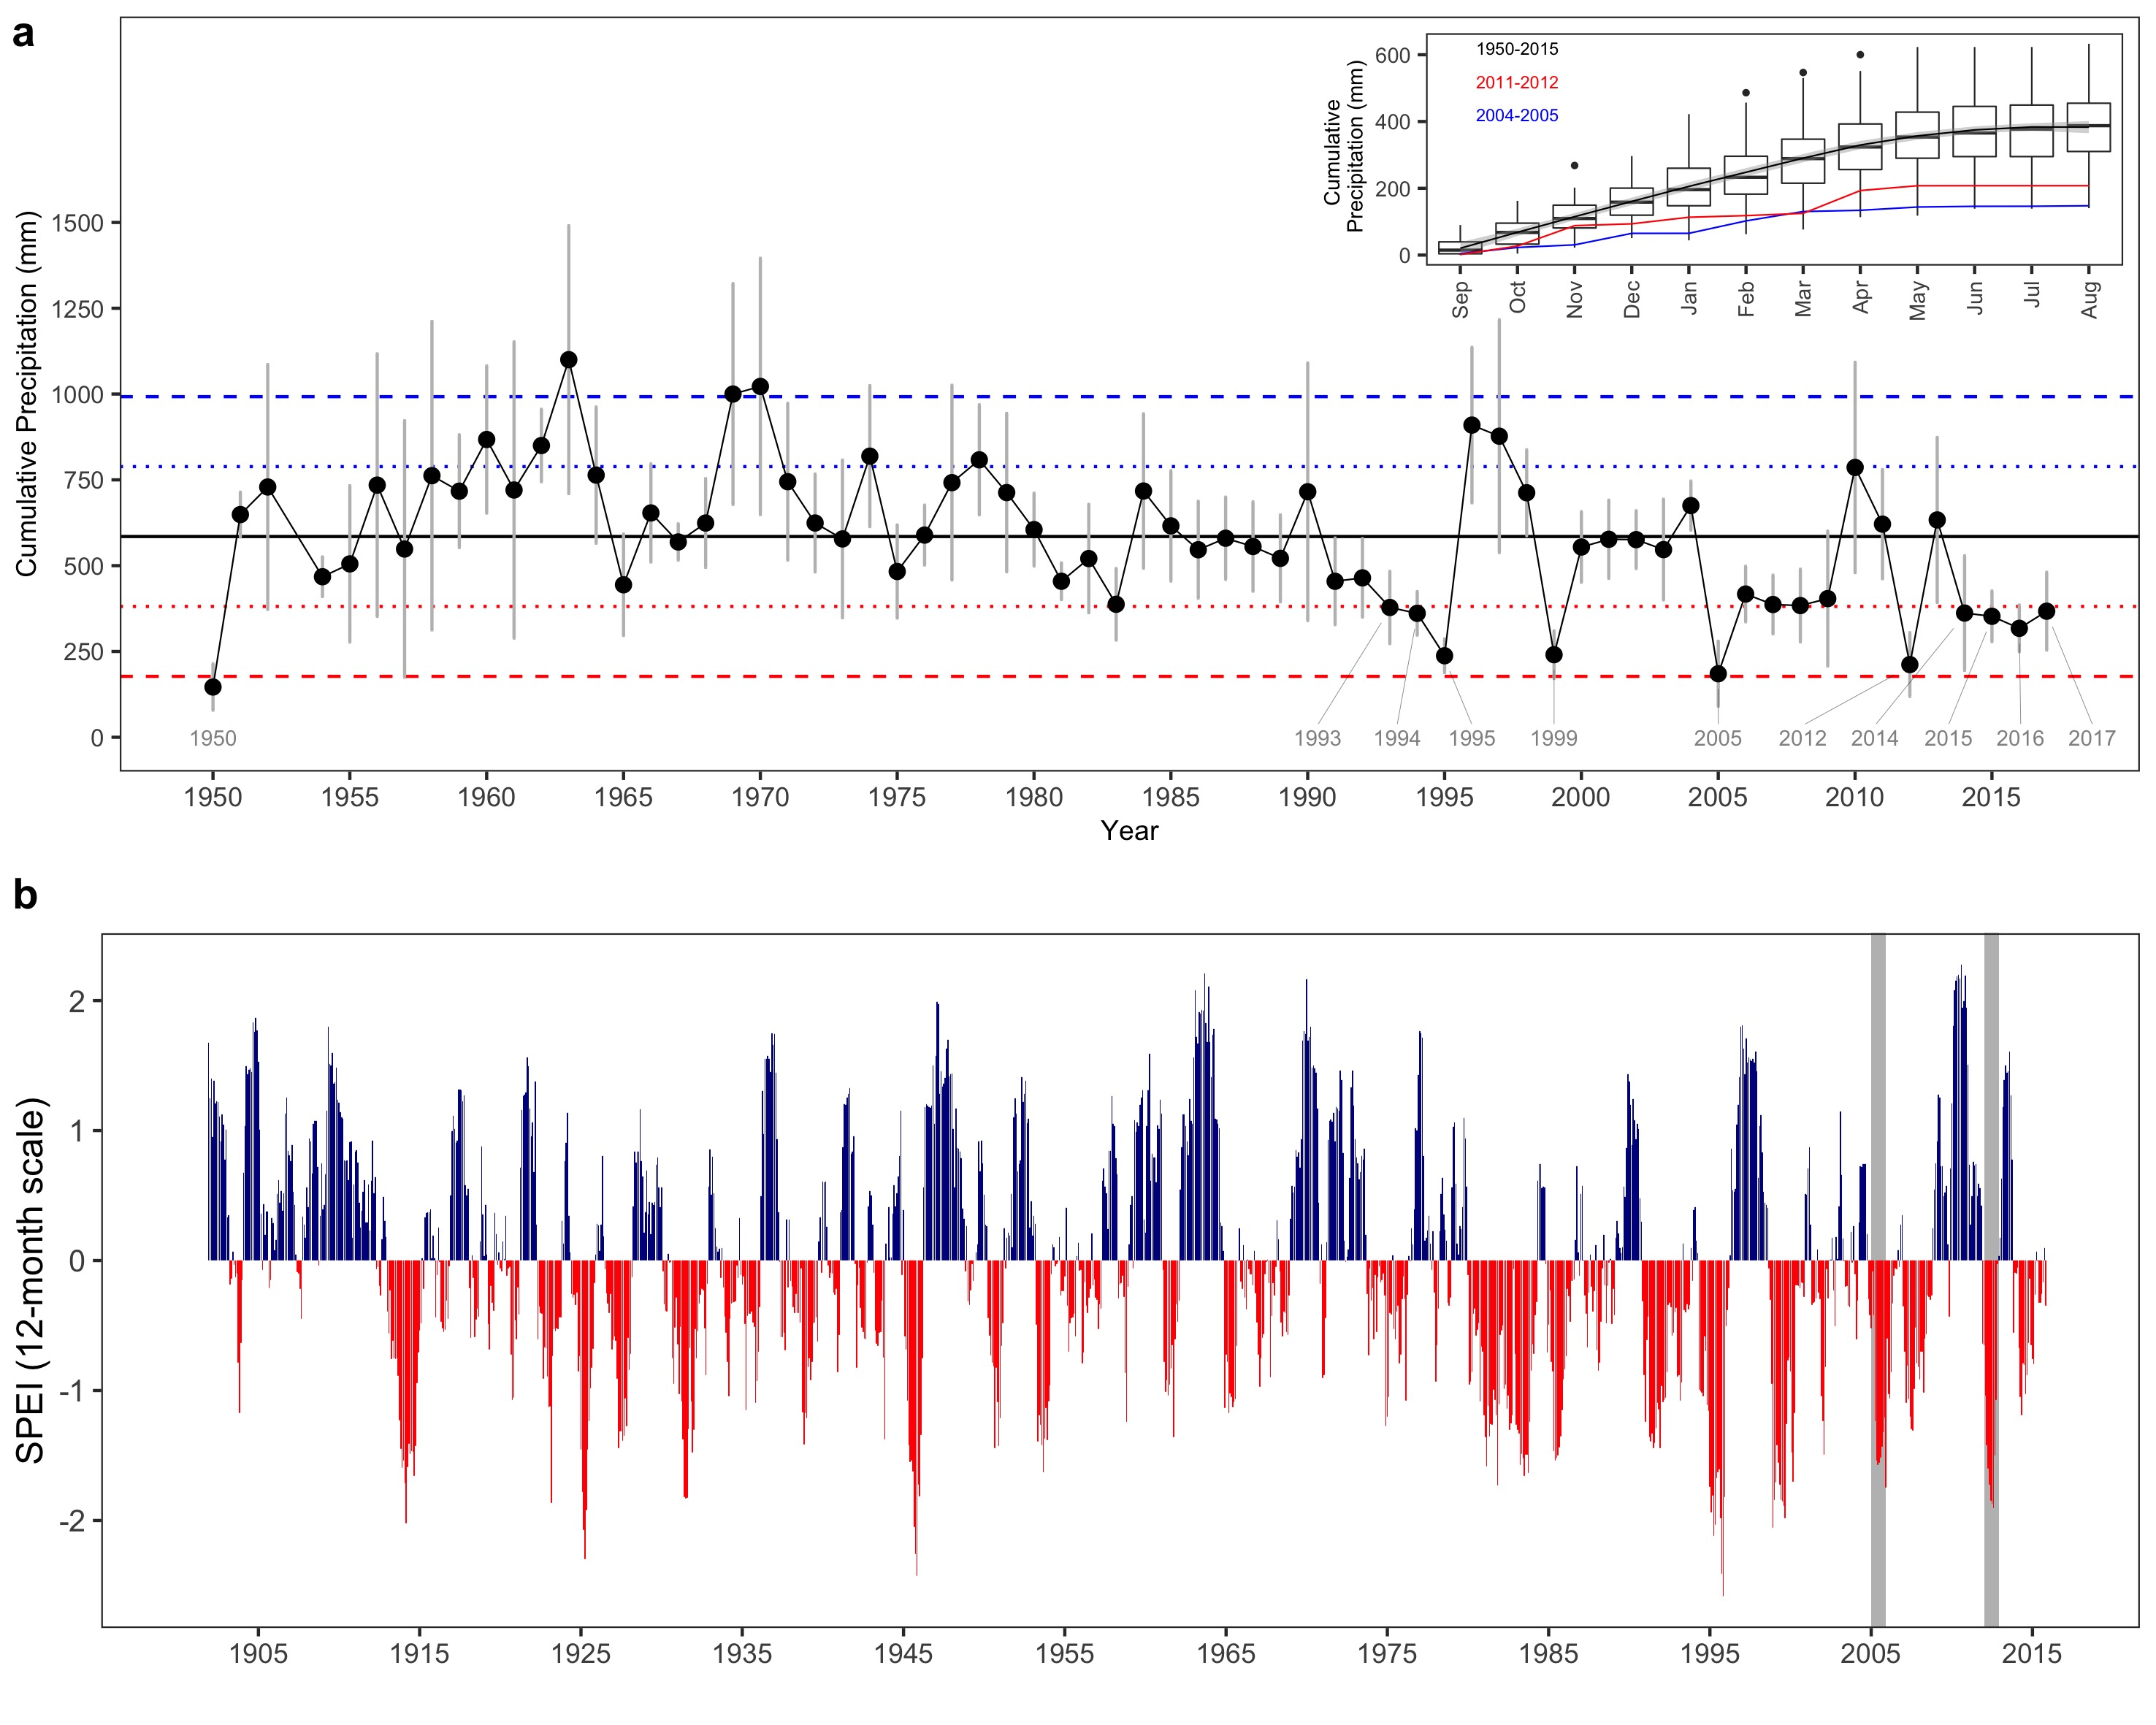 a
1950-2015
2011-2012
2004-2005
Cumulative
Precipitation (mm)
600
400
200
0
Sep Oct Nov Dec Jan Feb Mar Apr May Jun Jul Aug
Cumulative Precipitation (mm)
1500
1250
1000
750
500
250
0
1950 1993 1994 1995 1999 2005 2012 2014 2015 2016 2017
1950 1955 1960 1965 1970 1975 1980 1985 1990 1995 2000 2005 2010 2015
Year
b
SPEI (12-month scale)
2
1
0
-1
-2
1905 1915 1925 1935 1945 1955 1965 1975 1985 1995 2005 2015